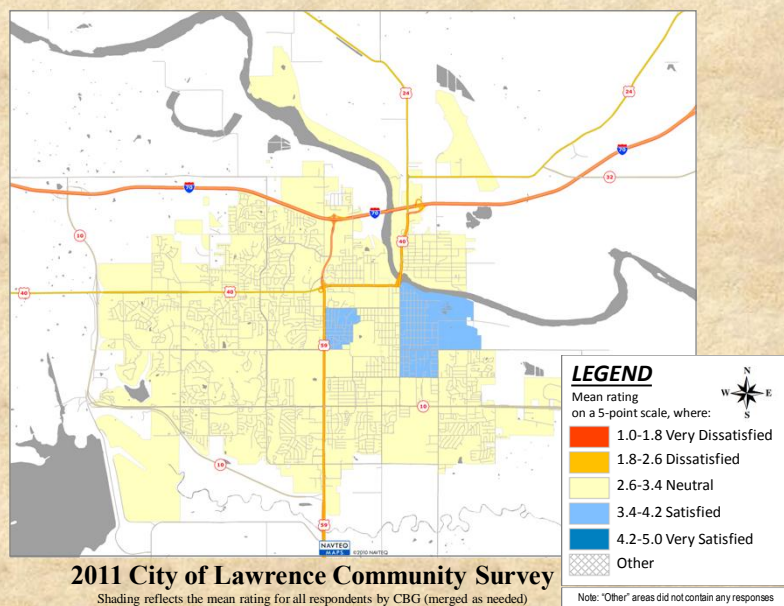 24
24
70
32
70
70
10
40
40
40
59
10
10
59
NAVTEQ
MAPS ©2010 NAVTEQ
LEGEND
Mean rating
on a 5-point scale, where:
N
W E
S
1.0-1.8 Very Dissatisfied
1.8-2.6 Dissatisfied
2.6-3.4 Neutral
3.4-4.2 Satisfied
4.2-5.0 Very Satisfied
Other
2011 City of Lawrence Community Survey
Shading reflects the mean rating for all respondents by CBG (merged as needed)
Note: "Other" areas did not contain any responses